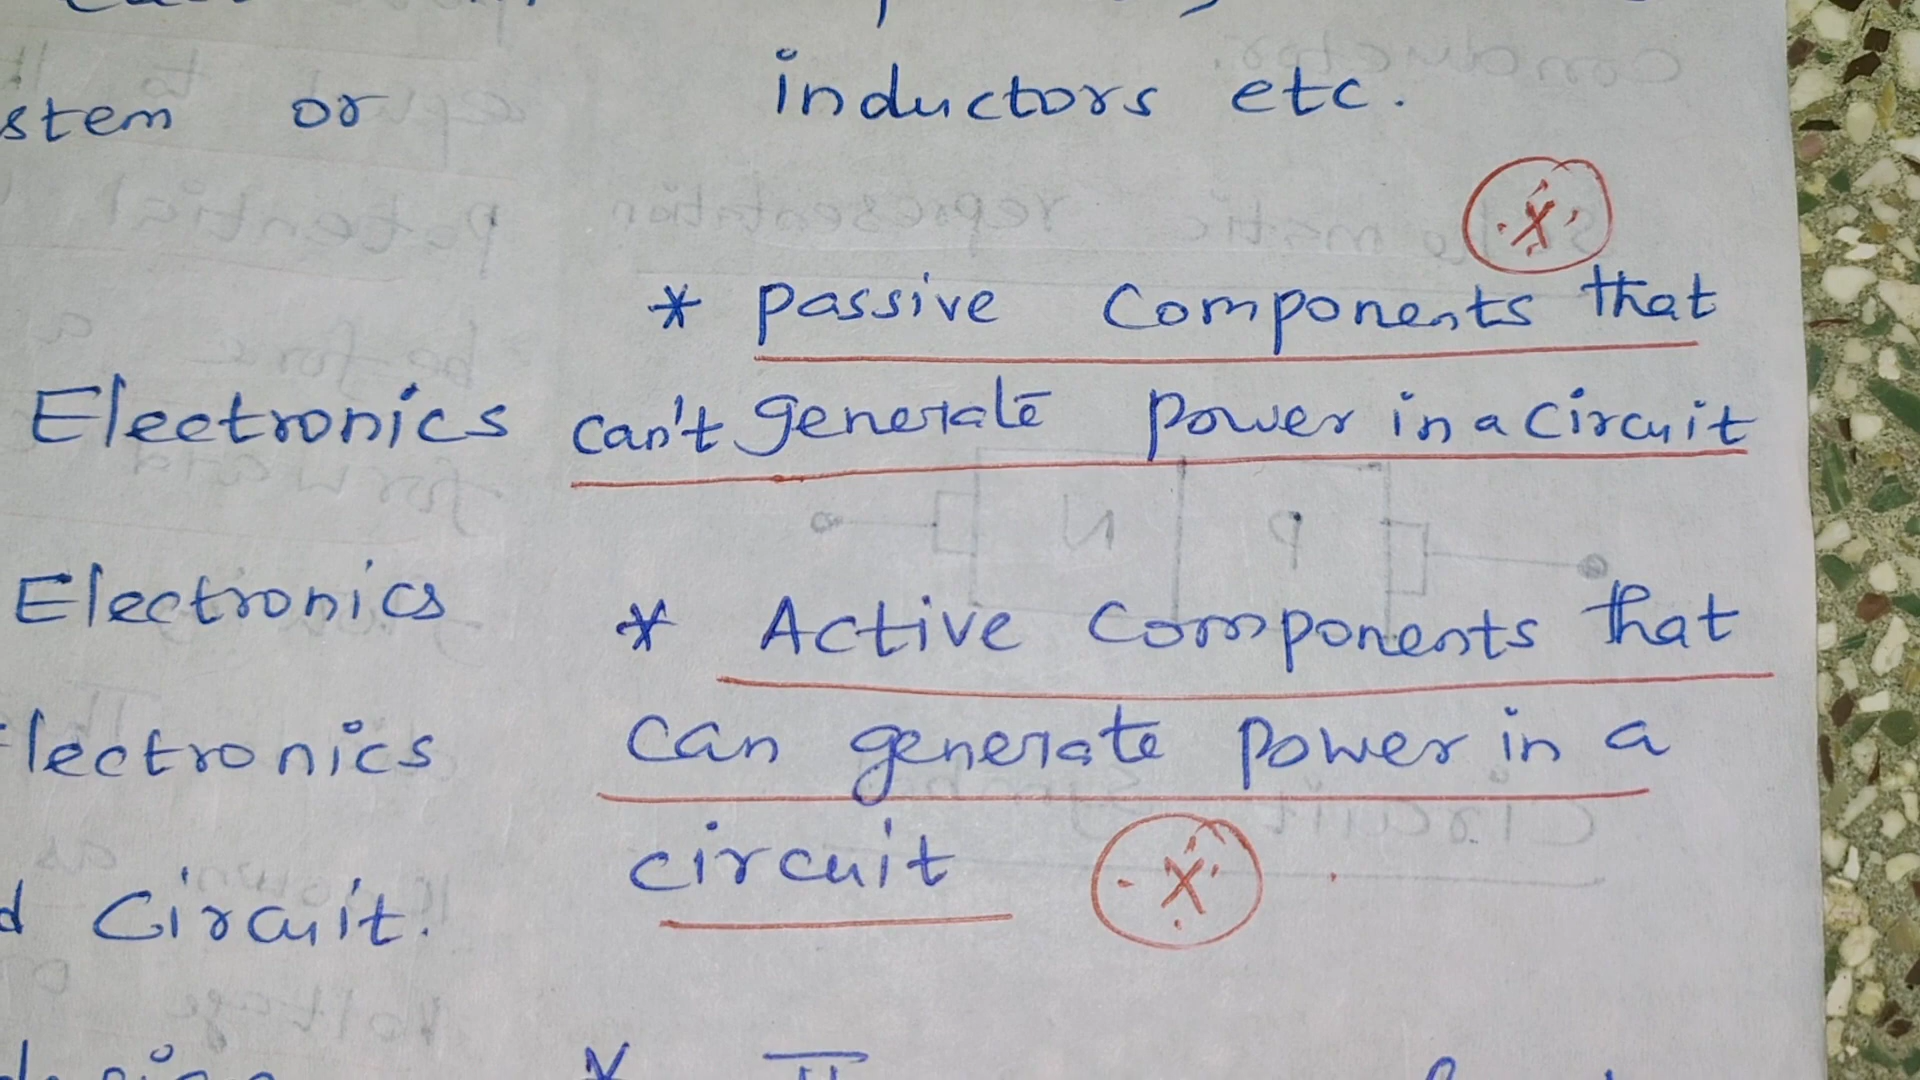 inductors etc.
stem or
* passive Components that
Electronics can't generate power in a Circuit
Electronics
* Active Components that
lectronics
can generate power in a
circuit
d Circuit.